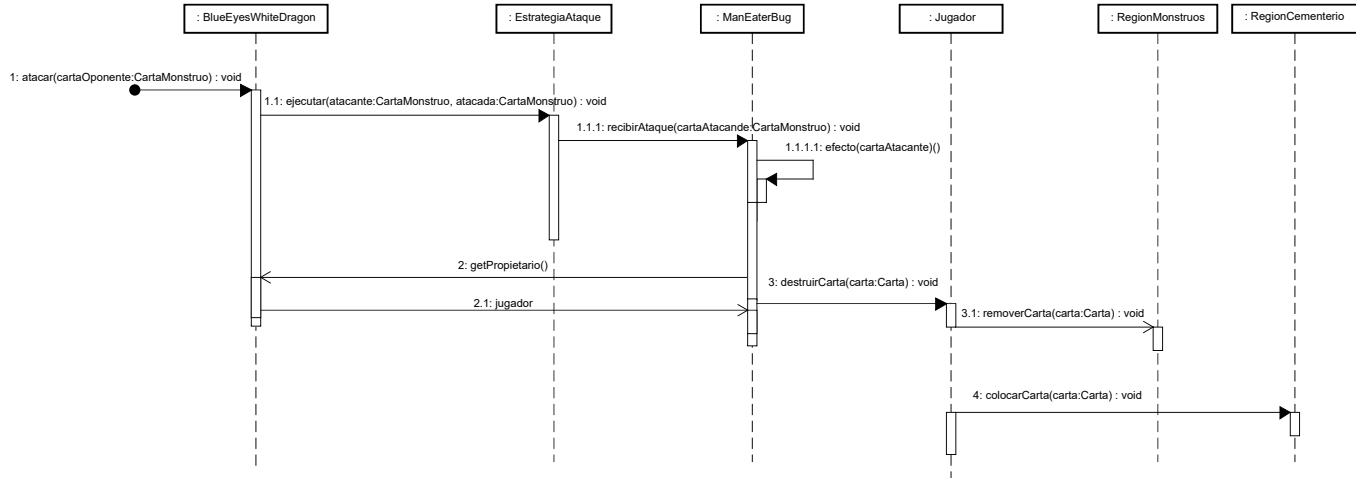 : BlueEyesWhiteDragon
: EstrategiaAtaque
: ManEaterBug
: Jugador
: RegionMonstruos
: RegionCementerio
1: atacar(cartaOponente:CartaMonstruo) : void
1.1: ejecutar(atacante:CartaMonstruo, atacada:CartaMonstruo) : void
1.1.1: recibirAtaque(cartaAtacande:CartaMonstruo) : void
1.1.1.1: efecto(cartaAtacante)()
2: getPropietario()
3: destruirCarta(carta:Carta) : void
2.1: jugador
3.1: removerCarta(carta:Carta) : void
4: colocarCarta(carta:Carta) : void